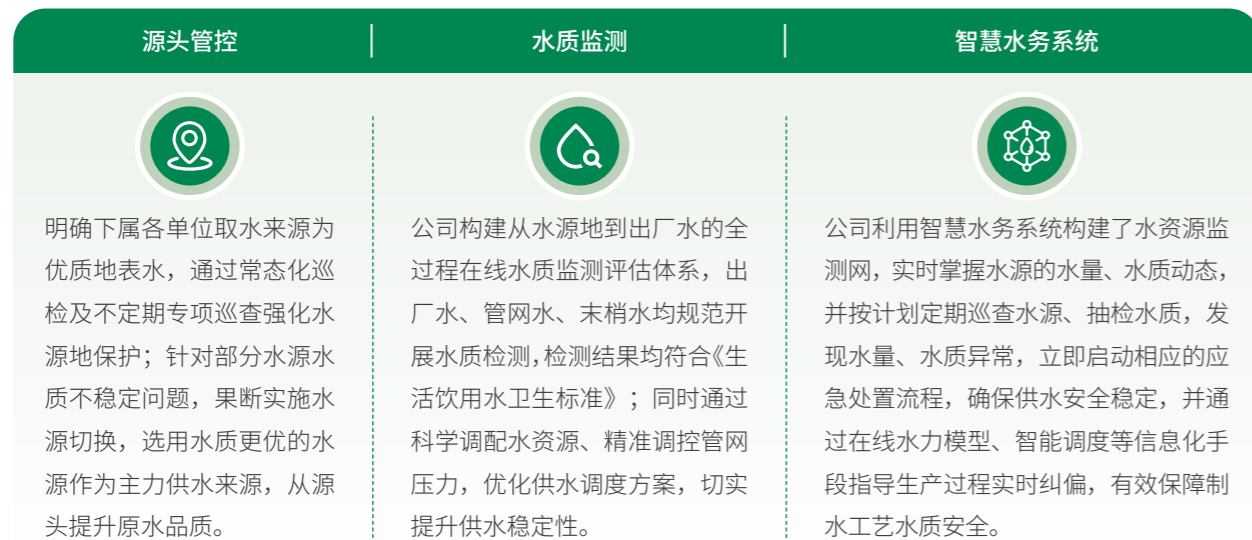 源头管控
水质监测
智慧水务系统
明确下属各单位取水来源为
优质地表水，通过常态化巡
检及不定期专项巡查强化水
源地保护；针对部分水源水
质不稳定问题，果断实施水
源切换，选用水质更优的水
源作为主力供水来源，从源
头提升原水品质。
公司构建从水源地到出厂水的全
过程在线水质监测评估体系，出
厂水、管网水、末梢水均规范开
展水质检测，检测结果均符合《生
活饮用水卫生标准》；同时通过
科学调配水资源、精准调控管网
压力，优化供水调度方案，切实
提升供水稳定性。
公司利用智慧水务系统构建了水资源监
测网，实时掌握水源的水量、水质动态，
并按计划定期巡查水源、抽检水质，发
现水量、水质异常，立即启动相应的应
急处置流程，确保供水安全稳定，并通
过在线水力模型、智能调度等信息化手
段指导生产过程实时纠偏，有效保障制
水工艺水质安全。